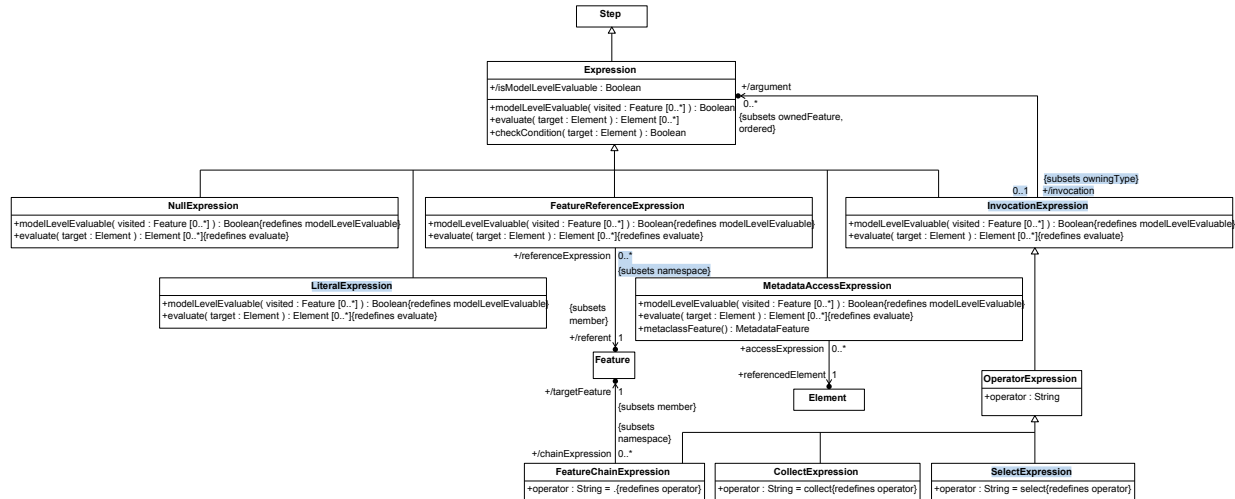 Step
Expression
+/isModelLevelEvaluable : Boolean
+modelLevelEvaluable( visited : Feature [0..*] ) : Boolean
+evaluate( target : Element ) : Element [0..*]
+checkCondition( target : Element ) : Boolean
+/argument
0..*
{subsets ownedFeature,
ordered}
{subsets owningType}
0..1 +/invocation
NullExpression
+modelLevelEvaluable( visited : Feature [0..*] ) : Boolean{redefines modelLevelEvaluable}
+evaluate( target : Element ) : Element [0..*]{redefines evaluate}
FeatureReferenceExpression
+modelLevelEvaluable( visited : Feature [0..*] ) : Boolean{redefines modelLevelEvaluable}
+evaluate( target : Element ) : Element [0..*]{redefines evaluate}
InvocationExpression
+modelLevelEvaluable( visited : Feature [0..*] ) : Boolean{redefines modelLevelEvaluable}
+evaluate( target : Element ) : Element [0..*]{redefines evaluate}
+/referenceExpression 0..*
{subsets namespace}
LiteralExpression
+modelLevelEvaluable( visited : Feature [0..*] ) : Boolean{redefines modelLevelEvaluable}
+evaluate( target : Element ) : Element [0..*]{redefines evaluate}
MetadataAccessExpression
+modelLevelEvaluable( visited : Feature [0..*] ) : Boolean{redefines modelLevelEvaluable}
+evaluate( target : Element ) : Element [0..*]{redefines evaluate}
+metaclassFeature() : MetadataFeature
{subsets
member}
+/referent 1
Feature
+accessExpression 0..*
+referencedElement 1
Element
OperatorExpression
+operator : String
+/targetFeature 1
{subsets member}
{subsets
namespace}
+/chainExpression 0..*
FeatureChainExpression
+operator : String = .{redefines operator}
CollectExpression
+operator : String = collect{redefines operator}
SelectExpression
+operator : String = select{redefines operator}